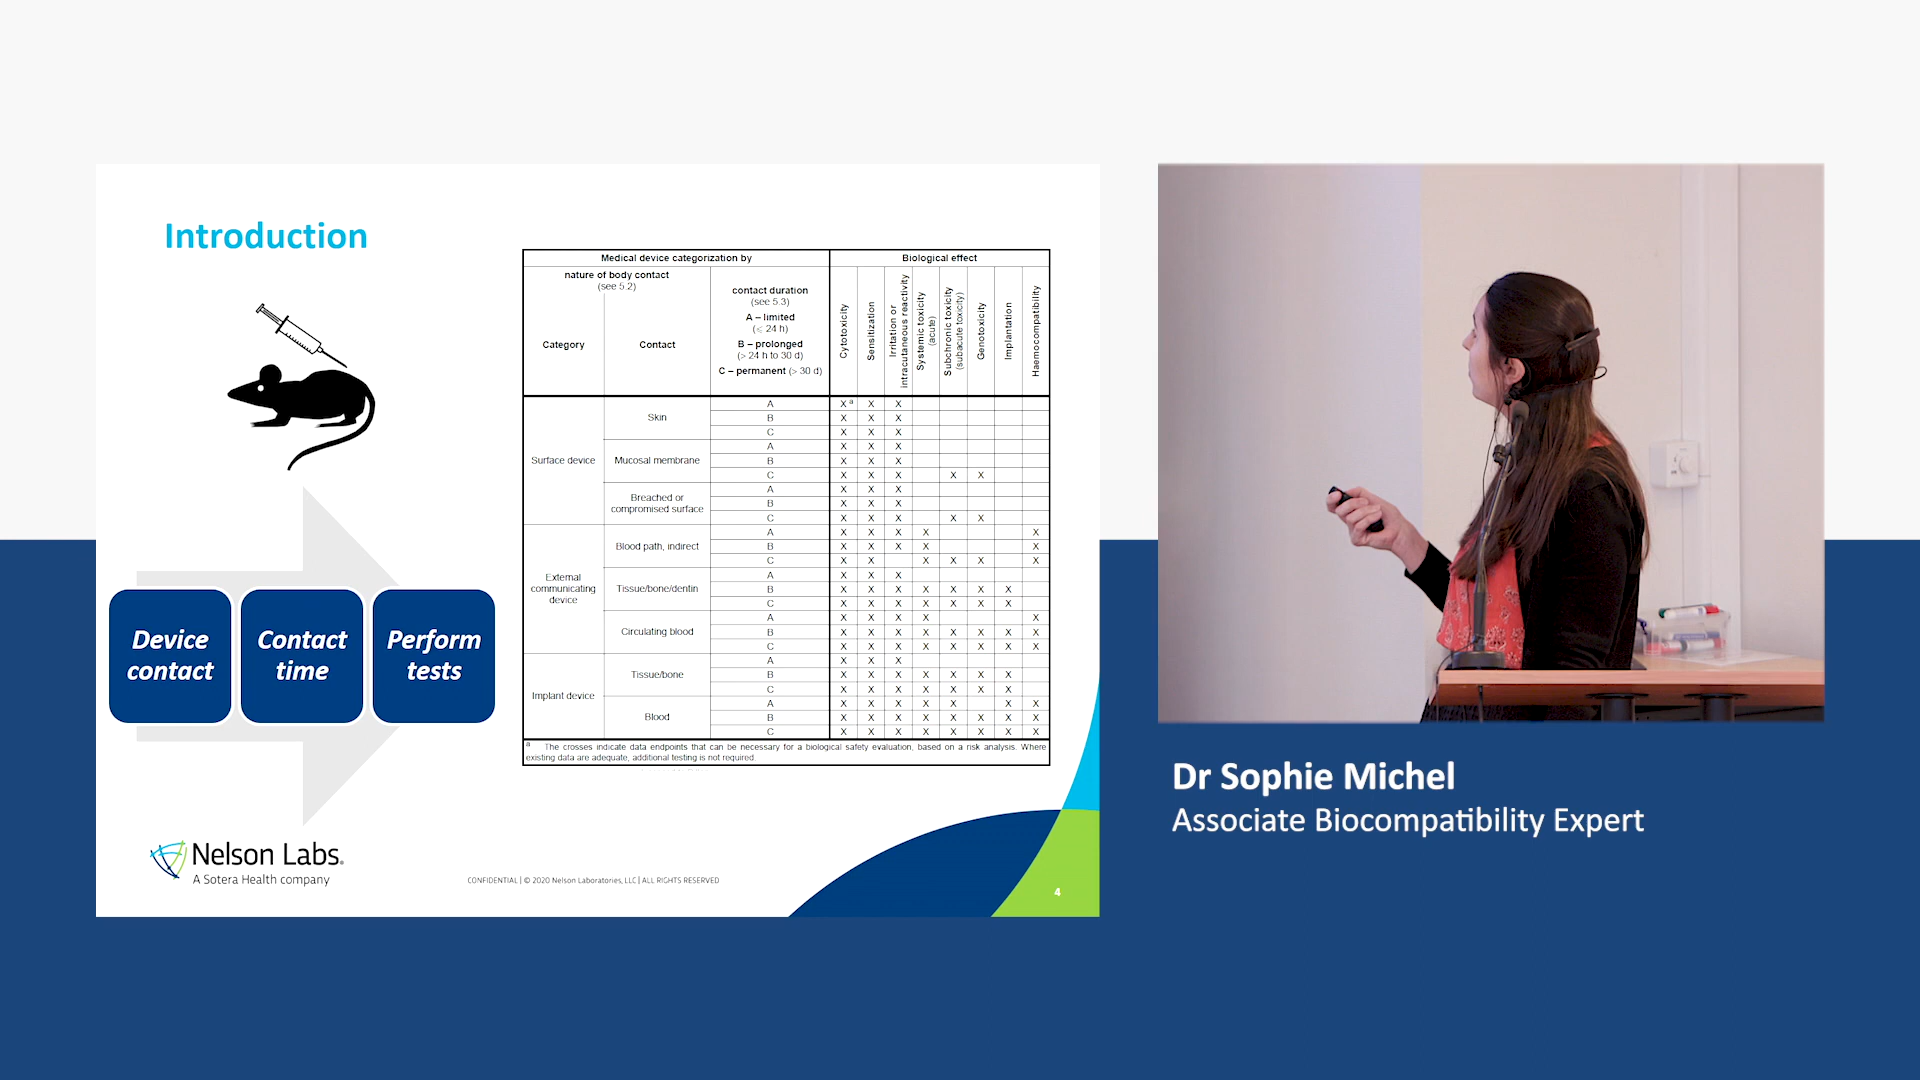 Introduction
Device contact
Contact time
Perform tests
Medical device categorization by
Biological effect
nature of body contact
(see 5.2)
Category
Contact
contact duration
(see 5.3)
A – limited
(⩽ 24 h)
B – prolonged
(> 24 h to 30 d)
C – permanent (> 30 d)
Cytotoxicity
Sensitization
Irritation or intracutaneous reactivity
Systemic toxicity (acute)
Subchronic toxicity (subacute toxicity)
Genotoxicity
Implantation
Haemocompatibility
Surface device
Skin
A X a X X
B X X X
C X X X
Mucosal membrane
A X X X
B X X X
C X X X X X
Breached or compromised surface
A X X X
B X X X
C X X X X X
External communicating device
Blood path, indirect
A X X X X X
B X X X X X
C X X X X X X
Tissue/bone/dentin
A X X X
B X X X X X X X
C X X X X X X X
Circulating blood
A X X X X X
B X X X X X X X X
C X X X X X X X X
Implant device
Tissue/bone
A X X X
B X X X X X X X
C X X X X X X X
Blood
A X X X X X X X
B X X X X X X X X
C X X X X X X X X
a The crosses indicate data endpoints that can be necessary for a biological safety evaluation, based on a risk analysis. Where
existing data are adequate, additional testing is not required.
Nelson Labs.
A Sotera Health company
CONFIDENTIAL | © 2020 Nelson Laboratories, LLC | ALL RIGHTS RESERVED
4
Dr Sophie Michel
Associate Biocompatibility Expert